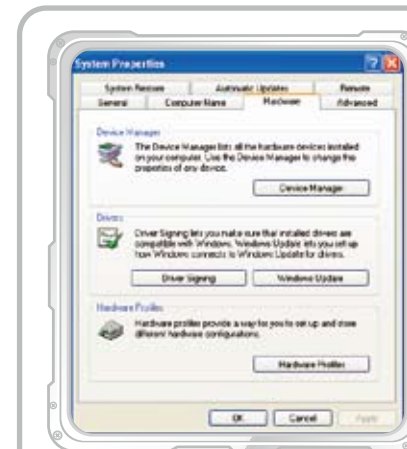 System Properties
System Restore Automatic Updates Remote
General Computer Name Hardware Advanced
Device Manager
The Device Manager lists all the hardware devices installed
on your computer. Use the Device Manager to change the
properties of any device.
Device Manager
Drivers
Driver Signing lets you make sure that installed drivers are
compatible with Windows. Windows Update lets you set up
how Windows connects to Windows Update for drivers.
Driver Signing Windows Update
Hardware Profiles
Hardware profiles provide a way for you to set up and store
different hardware configurations.
Hardware Profiles
OK Cancel Apply